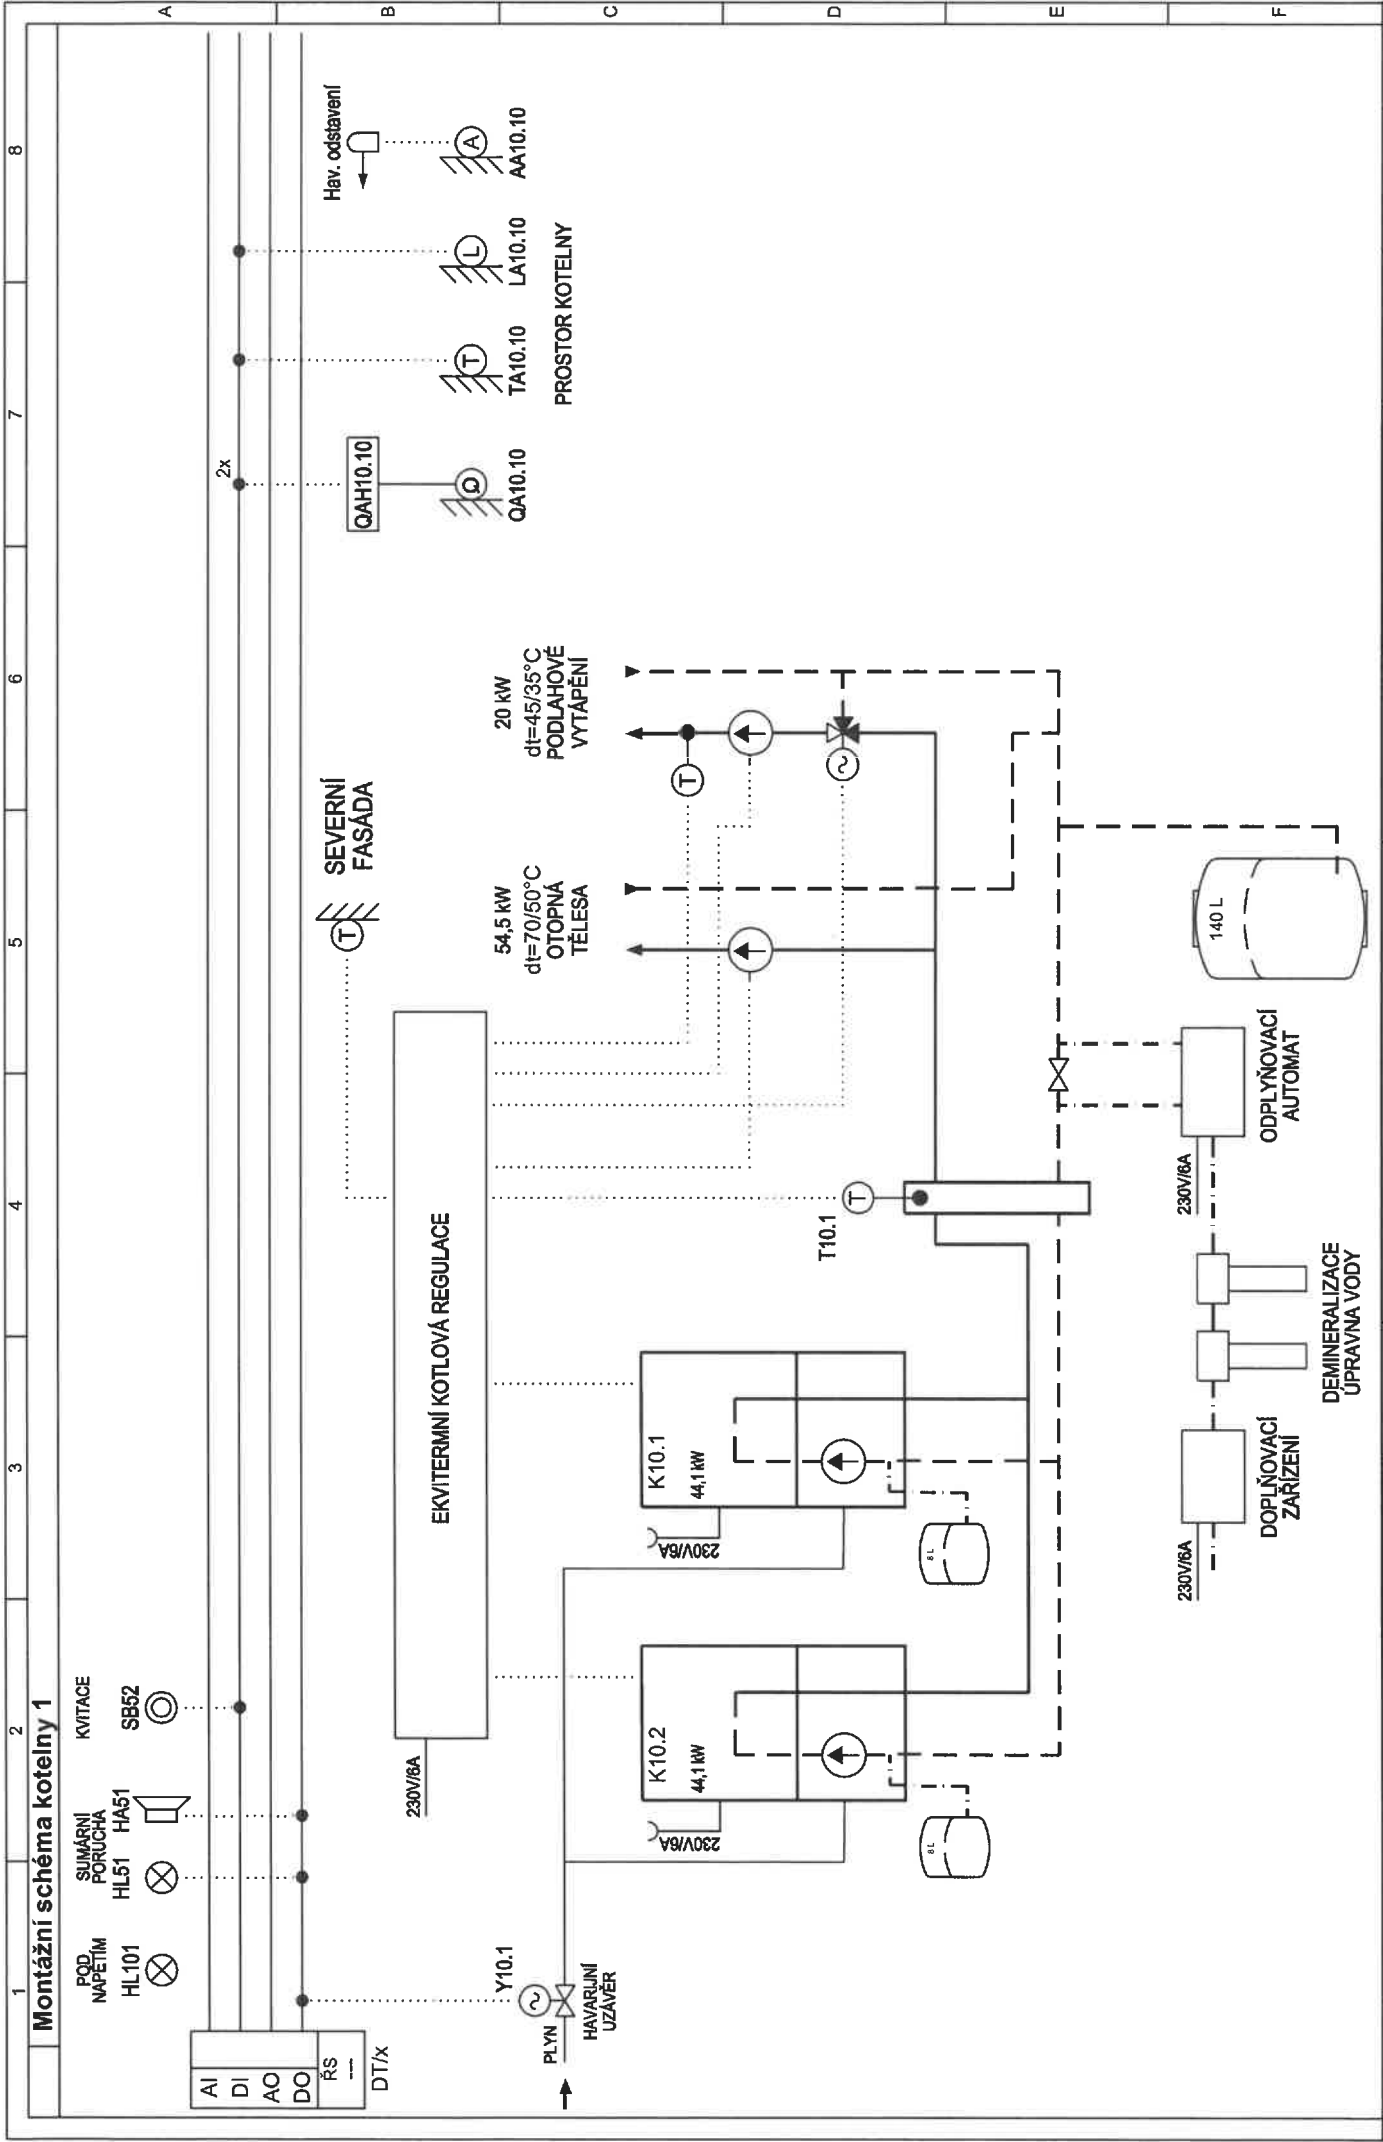 1
2
3
4
5
6
7
8
A
B
C
D
E
F
Montážní schéma kotelny 1
POD
NAPĚTÍM
HL101
SUMÁRNÍ
PORUCHA
HL51
HA51
KVITACE
SB52
AI
DI
AO
DO
ŘS
---
DT/x
2x
QAH10.10
Q
QA10.10
T
TA10.10
L
LA10.10
A
AA10.10
Hav. odstavení
PROSTOR KOTELNY
SEVERNÍ
FASÁDA
T
230V/6A
EKVITERMNÍ KOTLOVÁ REGULACE
Y10.1
PLYN
HAVARIJNÍ
UZÁVĚR
54,5 kW
dt=70/50°C
OTOPNÁ
TĚLESA
20 kW
dt=45/35°C
PODLAHOVÉ
VYTÁPĚNÍ
T
K10.2
44,1 kW
230V/6A
8 L
K10.1
44,1 kW
230V/6A
8 L
T10.1
T
230V/6A
DOPLŇOVACÍ
ZAŘÍZENÍ
DEMINERALIZACE
ÚPRAVNA VODY
230V/6A
ODPLYŇOVACÍ
AUTOMAT
140 L